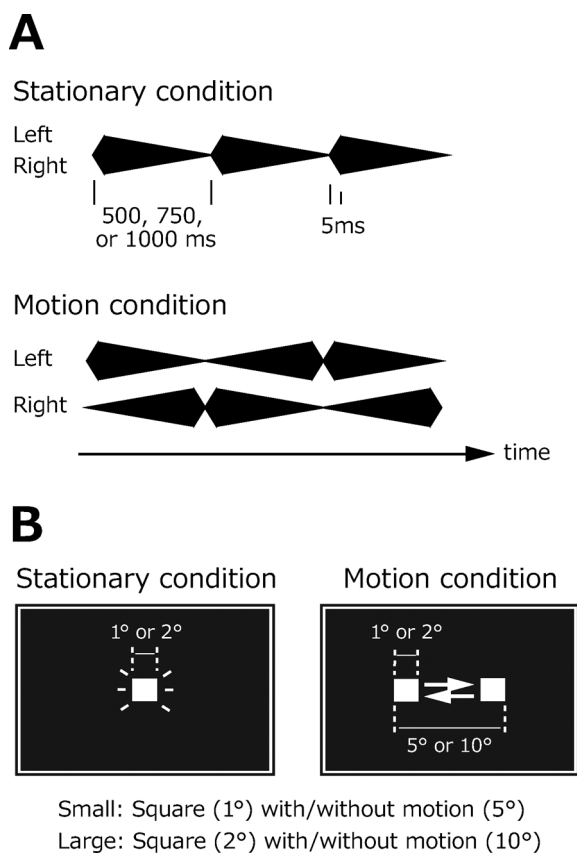 A
Stationary condition
Left
Right
500, 750,
or 1000 ms
5ms
Motion condition
Left
Right
time
B
Stationary condition
Motion condition
1° or 2°
1° or 2°
5° or 10°
Small: Square (1°) with/without motion (5°)
Large: Square (2°) with/without motion (10°)